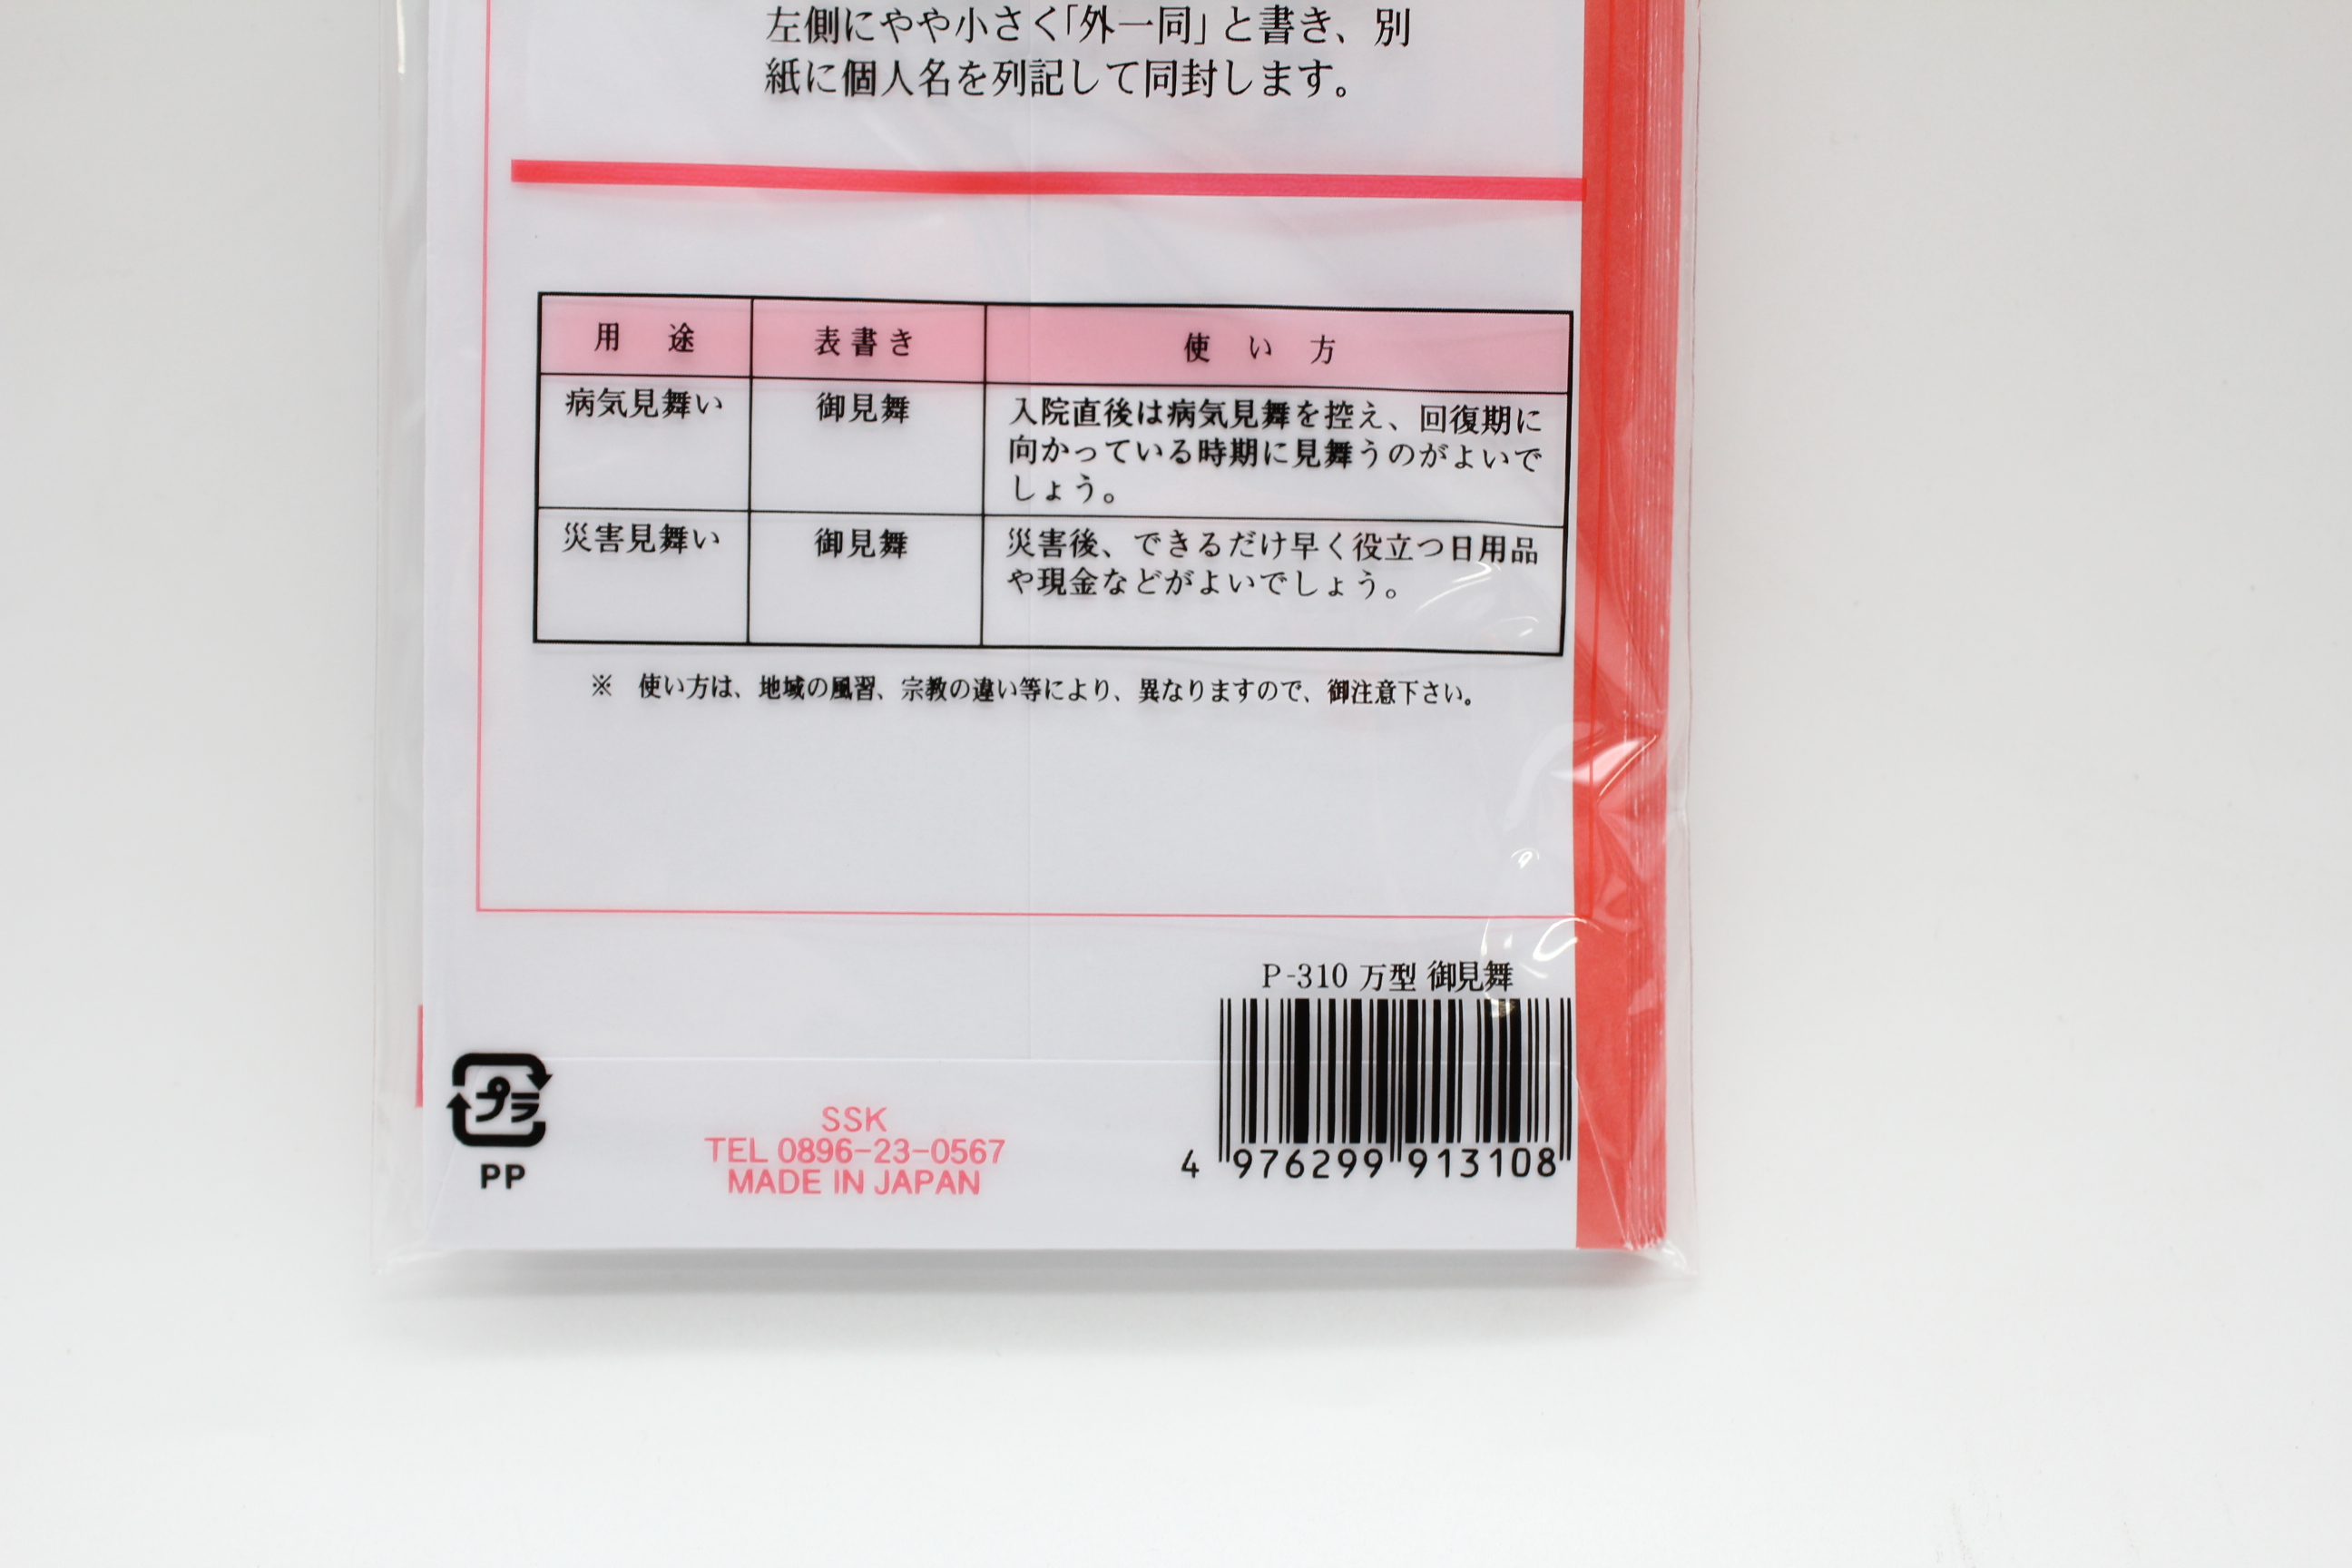 左側にやや小さく「外一同」と書き、別
紙に個人名を列記して同封します。
用 途 表書き 使 い 方
病気見舞い 御見舞 入院直後は病気見舞を控え、回復期に
向かっている時期に見舞うのがよいで
しょう。
災害見舞い 御見舞 災害後、できるだけ早く役立つ日用品
や現金などがよいでしょう。
※ 使い方は、地域の風習、宗教の違い等により、異なりますので、御注意下さい。
P-310 万型 御見舞
4 976299 913108
プラ
PP
SSK
TEL 0896-23-0567
MADE IN JAPAN